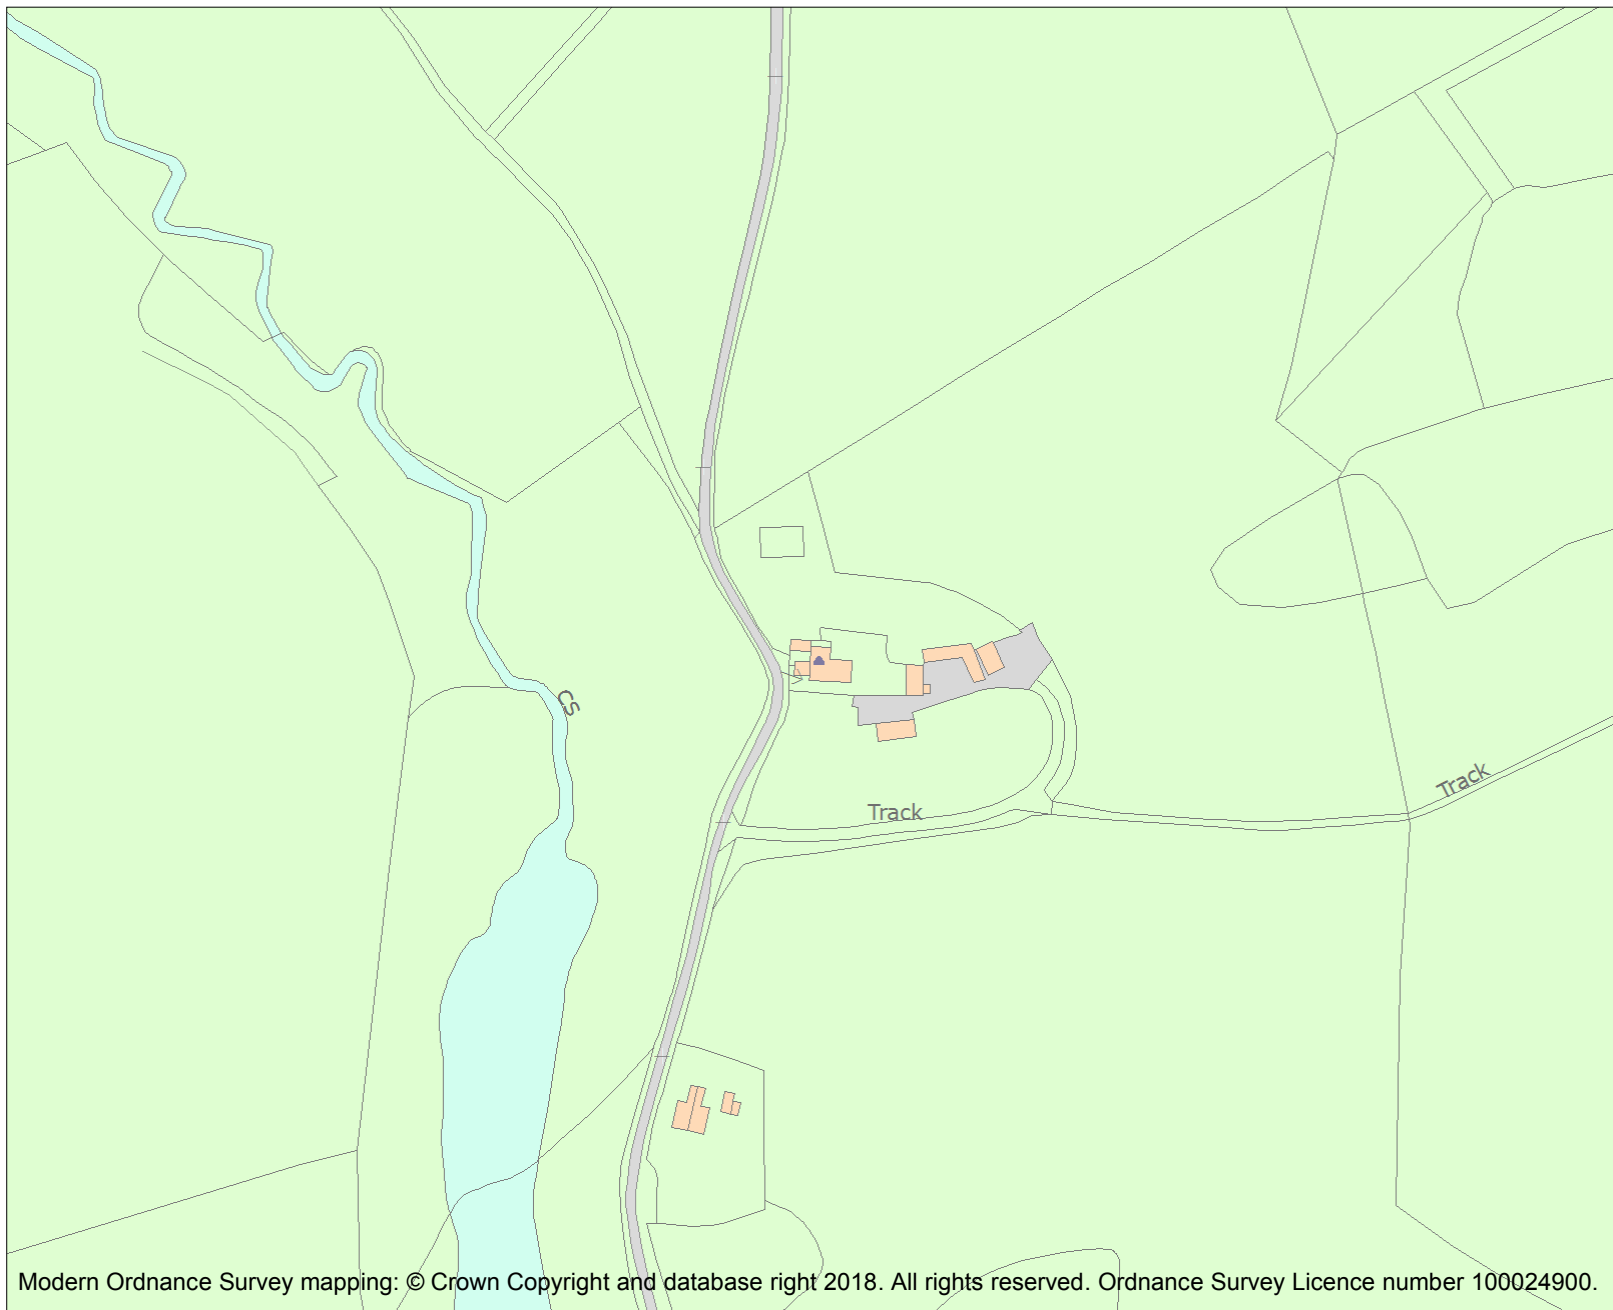 CS
Track
Track
Modern Ordnance Survey mapping: © Crown Copyright and database right 2018. All rights reserved. Ordnance Survey Licence number 100024900.